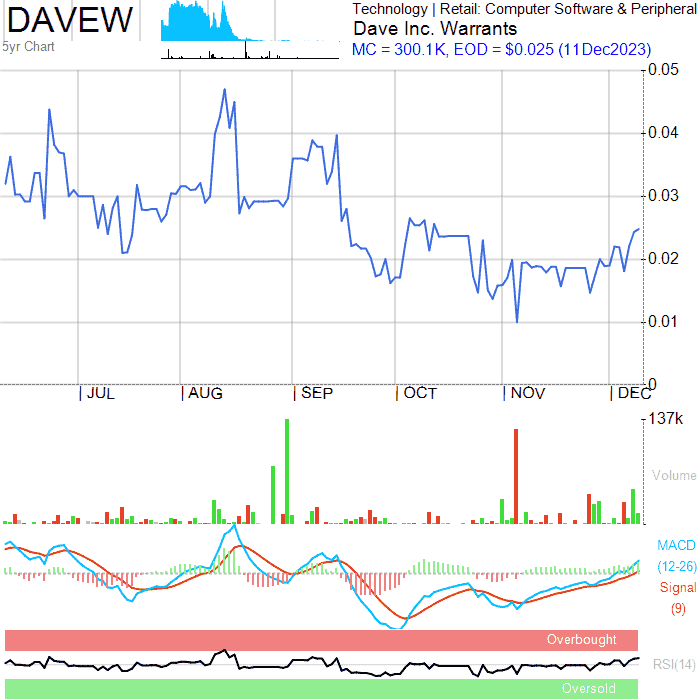 DAVEW
5yr Chart
Technology | Retail: Computer Software & Peripheral
Dave Inc. Warrants
MC = 300.1K, EOD = $0.025 (11Dec2023)
0.05
0.04
0.03
0.02
0.01
0
| JUL | AUG | SEP | OCT | NOV | DEC
137k
Volume
MACD
(12-26)
Signal
(9)
Overbought
RSI(14)
Oversold